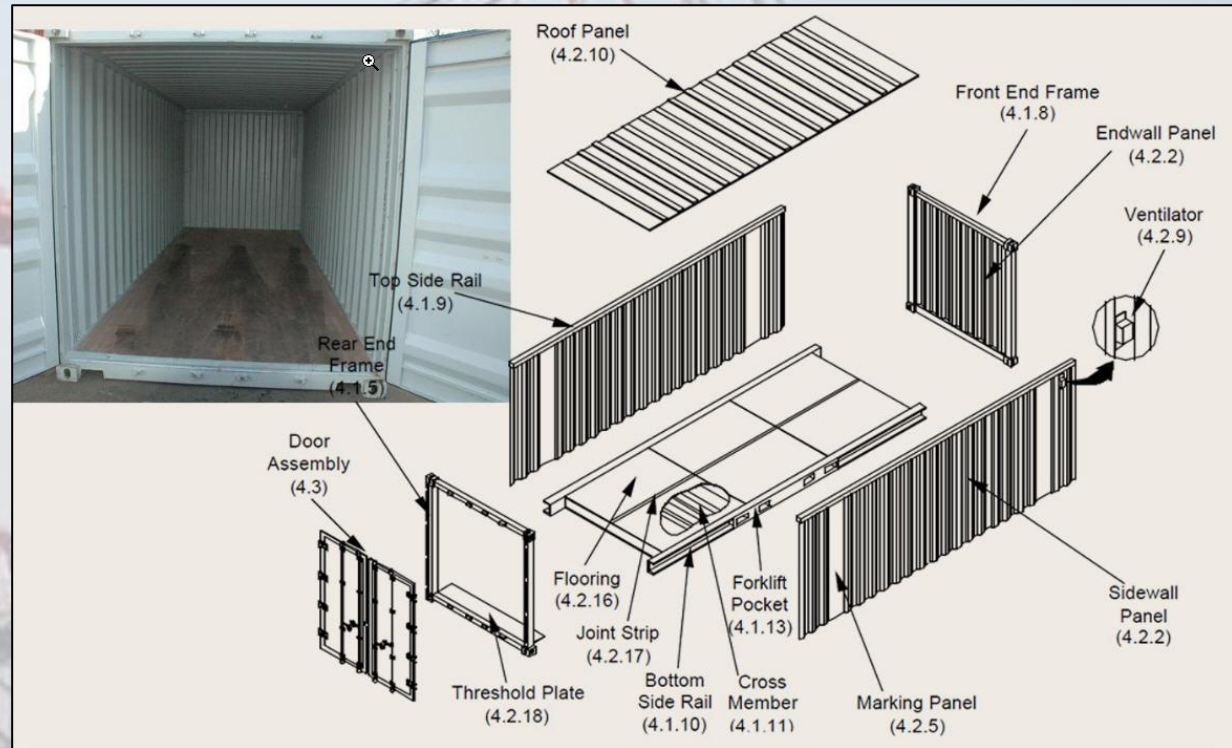 Roof Panel
(4.2.10)
Front End Frame
(4.1.8)
Endwall Panel
(4.2.2)
Ventilator
(4.2.9)
Top Side Rail
(4.1.9)
Rear End
Frame
(4.1.5)
Door
Assembly
(4.3)
Flooring
(4.2.16)
Joint Strip
(4.2.17)
Forklift
Pocket
(4.1.13)
Sidewall
Panel
(4.2.2)
Threshold Plate
(4.2.18)
Bottom
Side Rail
(4.1.10)
Cross
Member
(4.1.11)
Marking Panel
(4.2.5)